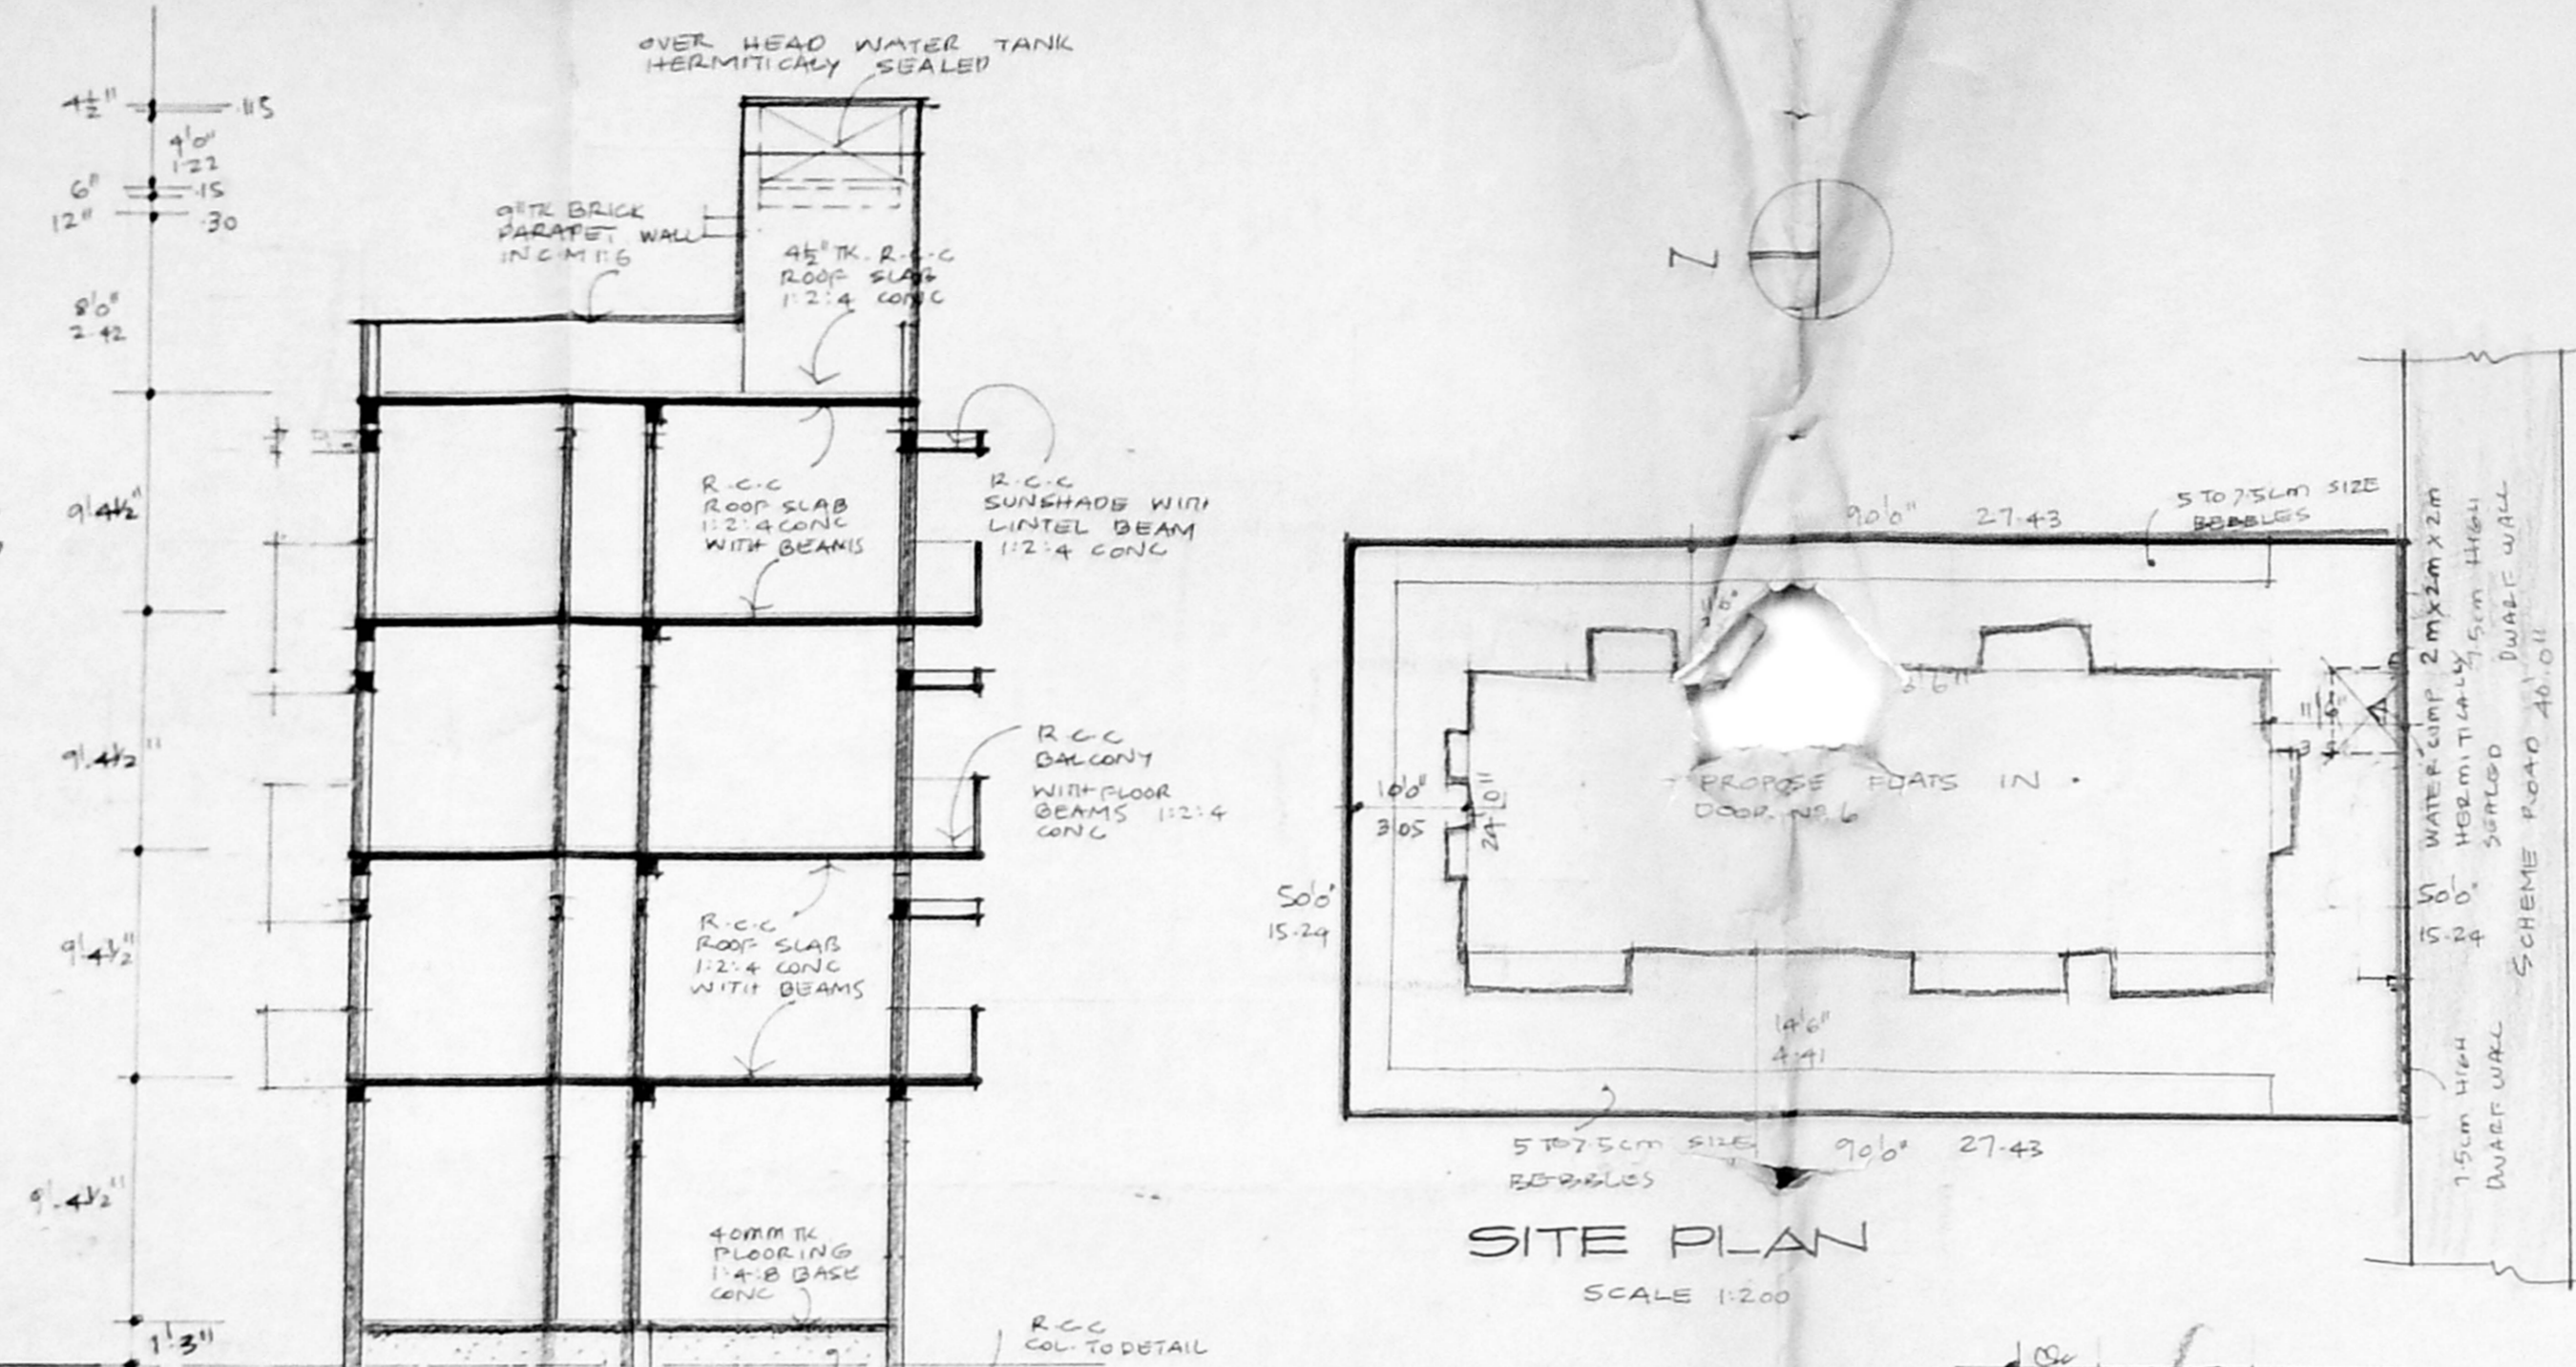 OVER HEAD WATER TANK
HERMITICALY SEALED
4½" .115
4'0"
1.22
6" .15
12" .30
8'0"
2.42
9"TK BRICK
PARAPET WALL
IN C.M 1:6
4½" TK. R.C.C
ROOF SLAB
1:2:4 CONC
9'.4½"
R.C.C
ROOF SLAB
1:2:4 CONC
WITH BEAMS
R.C.C
SUNSHADE WITH
LINTEL BEAM
1:2:4 CONC
9'.4½"
R.C.C
BALCONY
WITH FLOOR
BEAMS 1:2:4
CONC
9'.4½"
R.C.C
ROOF SLAB
1:2:4 CONC
WITH BEAMS
9'.4½"
40MM TK
FLOORING
1:4:8 BASE
CONC
1'.3"
R.C.C
COL. TO DETAIL
N
90'0" 27.43
5 TO 7.5CM SIZE
BEBBLES
6'6"
PROPOSE FLATS IN
DOOR. NO. 6
10'0"
3.05
24'0"
50'0"
15.24
14'6"
4.41
5 TO 7.5CM SIZE
BEBBLES
90'0" 27.43
WATER SUMP 2m x 2m x 2m
HERMITICALLY
SEALED
7.5cm HIGH
DWARF WALL
50'0"
15.24
SCHEME ROAD 40'.0"
7.5cm HIGH
DWARF WALL
SITE PLAN
SCALE 1:200